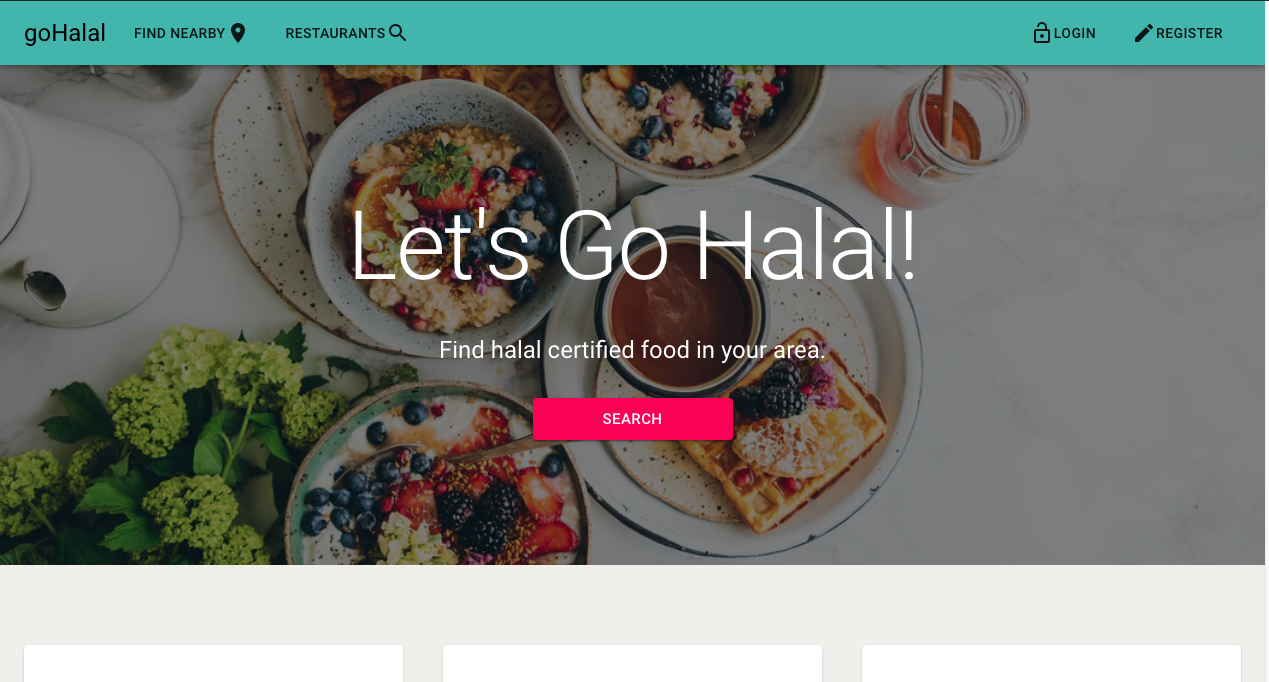 goHalal FIND NEARBY RESTAURANTS LOGIN REGISTER
Let's Go Halal!
Find halal certified food in your area.
SEARCH